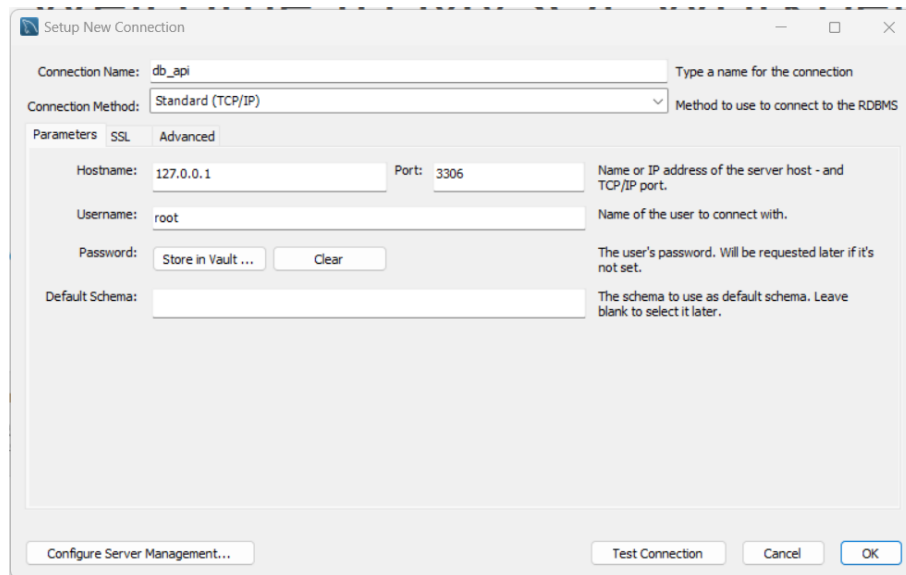 Setup New Connection
Connection Name: db_api Type a name for the connection
Connection Method: Standard (TCP/IP) Method to use to connect to the RDBMS
Parameters SSL Advanced
Hostname: 127.0.0.1 Port: 3306 Name or IP address of the server host - and
TCP/IP port.
Username: root Name of the user to connect with.
Password: Store in Vault ... Clear The user's password. Will be requested later if it's
not set.
Default Schema: The schema to use as default schema. Leave
blank to select it later.
Configure Server Management... Test Connection Cancel OK